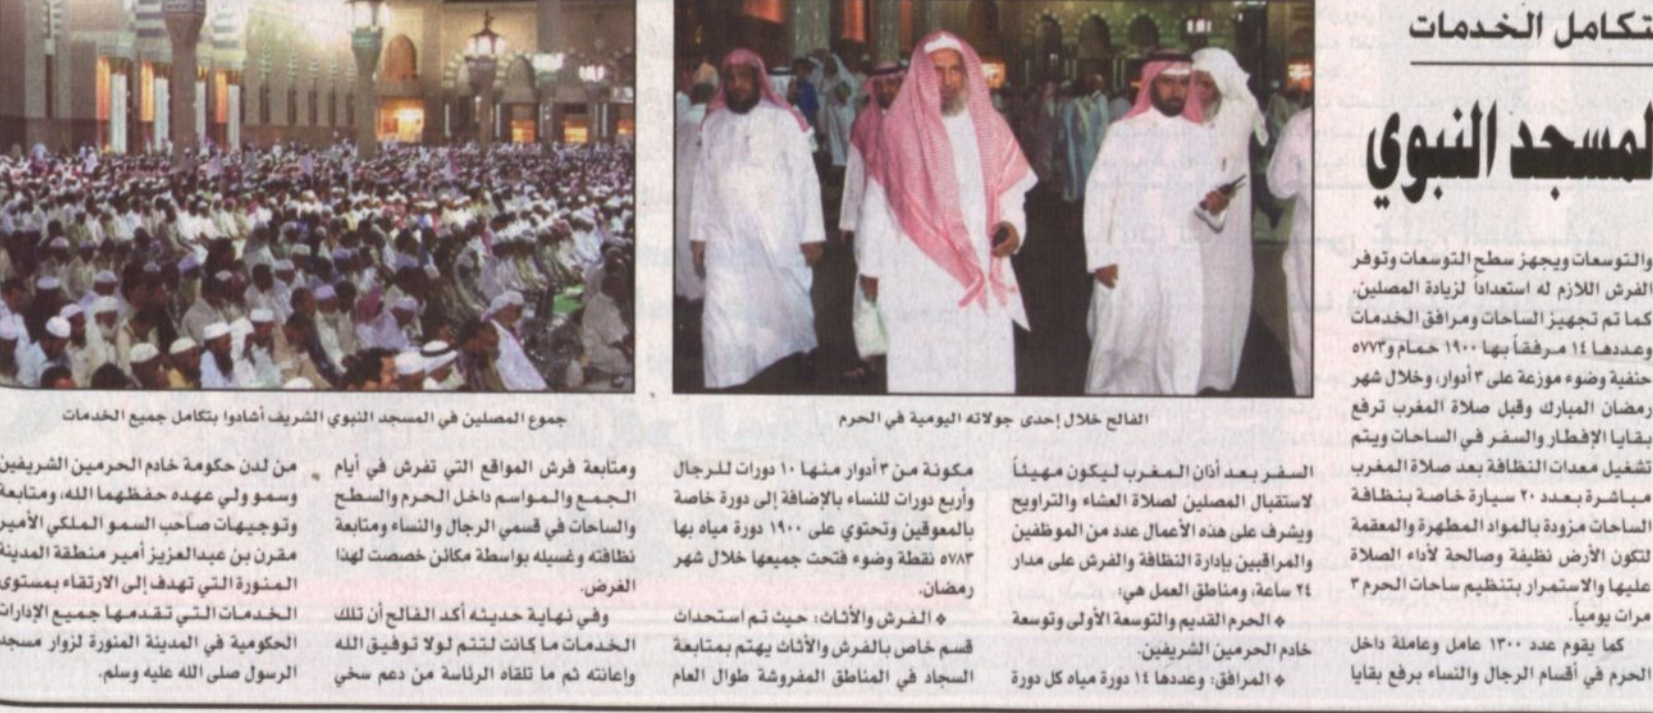 تكامل الخدمات
لمسجد النبوي
والتوسعات ويجهز سطح التوسعات وتوفر
الفرش اللازم له استعداداً لزيادة المصلين.
كما تم تجهيز الساحات ومرافق الخدمات
وعددها ١٤ مرفقاً بها ١٩٠٠ حمام و٥٧٧٣
حنفية وضوء موزعة على ٣ أدوار، وخلال شهر
رمضان المبارك وقبل صلاة المغرب ترفع
بقايا الإفطار والسفر في الساحات ويتم
تشغيل معدات النظافة بعد صلاة المغرب
مباشرة بعدد ٢٠ سيارة خاصة بنظافة
الساحات مزودة بالمواد المطهرة والمعقمة
لتكون الأرض نظيفة وصالحة لأداء الصلاة
عليها والاستمرار بتنظيم ساحات الحرم ٣
مرات يومياً.
كما يقوم عدد ١٣٠٠ عامل وعاملة داخل
الحرم في أقسام الرجال والنساء برفع بقايا
الفالح خلال إحدى جولاته اليومية في الحرم
جموع المصلين في المسجد النبوي الشريف أشادوا بتكامل جميع الخدمات
السفر بعد أذان المغرب ليكون مهيئاً
لاستقبال المصلين لصلاة العشاء والتراويح
ويشرف على هذه الأعمال عدد من الموظفين
والمراقبين بإدارة النظافة والفرش على مدار
٢٤ ساعة، ومناطق العمل هي:
♦ الحرم القديم والتوسعة الأولى وتوسعة
خادم الحرمين الشريفين.
♦ المرافق: وعددها ١٤ دورة مياه كل دورة
مكونة من ٣ أدوار منها ١٠ دورات للرجال
وأربع دورات للنساء بالإضافة إلى دورة خاصة
بالمعوقين وتحتوي على ١٩٠٠ دورة مياه بها
٥٧٨٣ نقطة وضوء فتحت جميعها خلال شهر
رمضان.
♦ الفرش والأثاث: حيث تم استحداث
قسم خاص بالفرش والأثاث يهتم بمتابعة
السجاد في المناطق المفروشة طوال العام
ومتابعة فرش المواقع التي تفرش في أيام
الجمع والمواسم داخل الحرم والسطح
والساحات في قسمي الرجال والنساء ومتابعة
نظافته وغسيله بواسطة مكائن خصصت لهذا
الغرض.
وفي نهاية حديثه أكد الفالح أن تلك
الخدمات ما كانت لتتم لولا توفيق الله
وإعانته ثم ما تلقاه الرئاسة من دعم سخي
من لدن حكومة خادم الحرمين الشريفين
وسمو ولي عهده حفظهما الله، ومتابعة
وتوجيهات صاحب السمو الملكي الأمير
مقرن بن عبدالعزيز أمير منطقة المدينة
المنورة التي تهدف إلى الارتقاء بمستوى
الخدمات التي تقدمها جميع الإدارات
الحكومية في المدينة المنورة لزوار مسجد
الرسول صلى الله عليه وسلم.